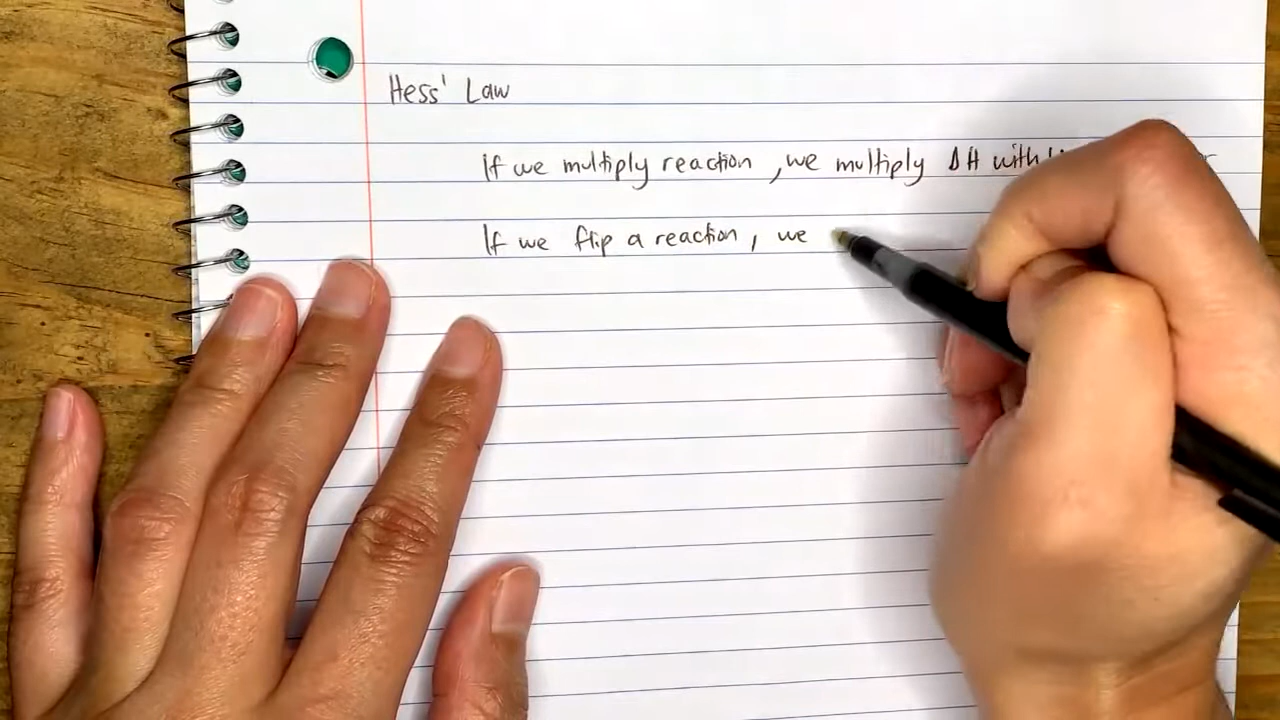 Hess' Law
If we multiply reaction, we multiply ΔH with
If we flip a reaction, we